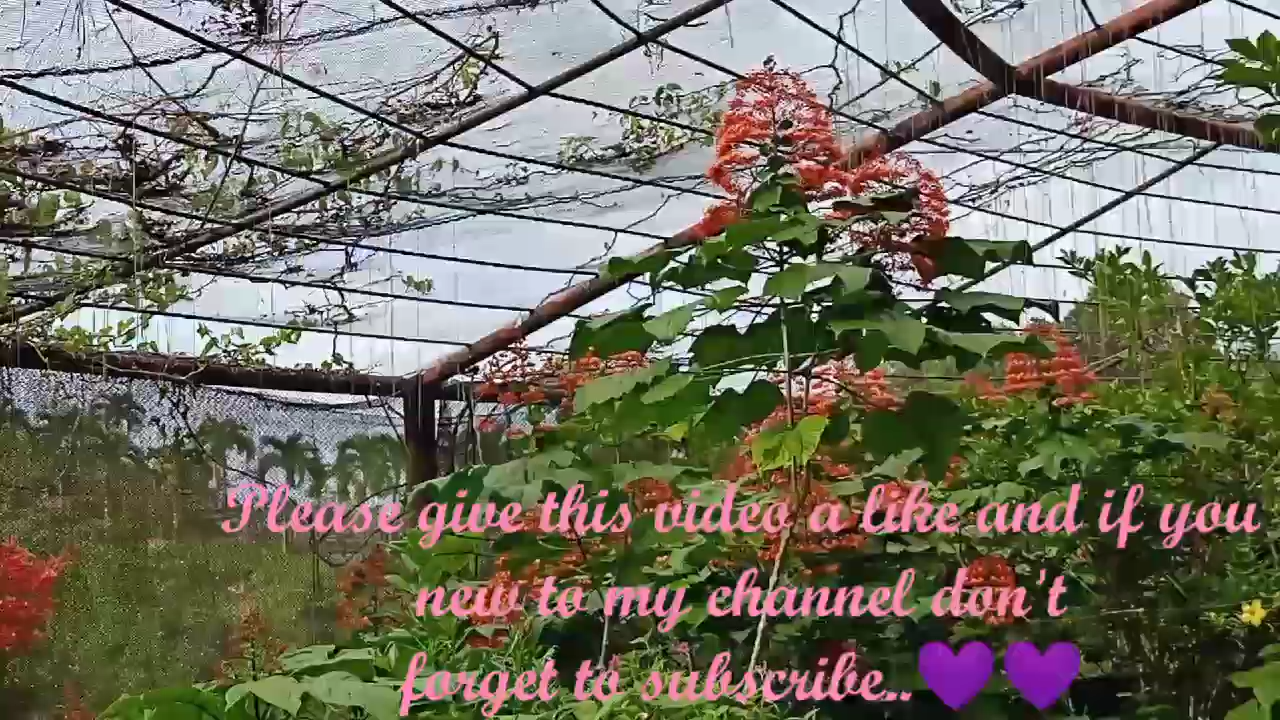 Please give this video a like and if you
new to my channel don't
forget to subscribe..💜💜